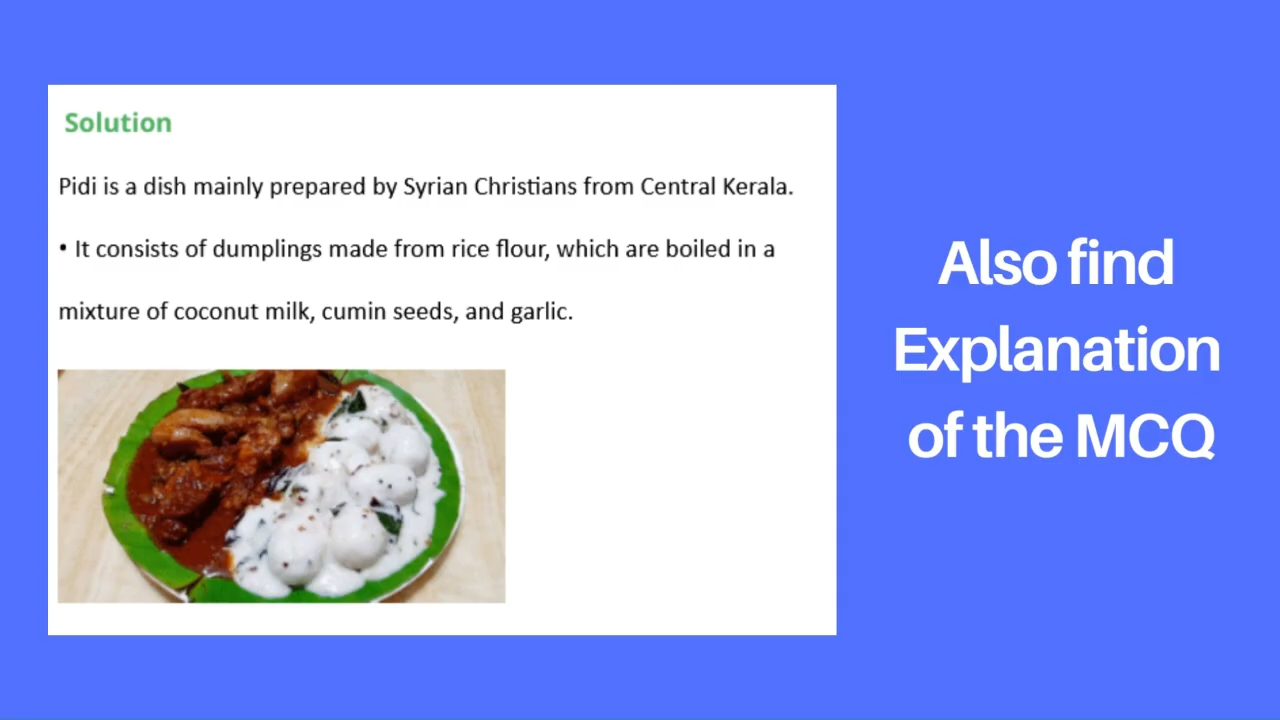 Solution
Pidi is a dish mainly prepared by Syrian Christians from Central Kerala.
• It consists of dumplings made from rice flour, which are boiled in a
mixture of coconut milk, cumin seeds, and garlic.
Also find
Explanation
of the MCQ